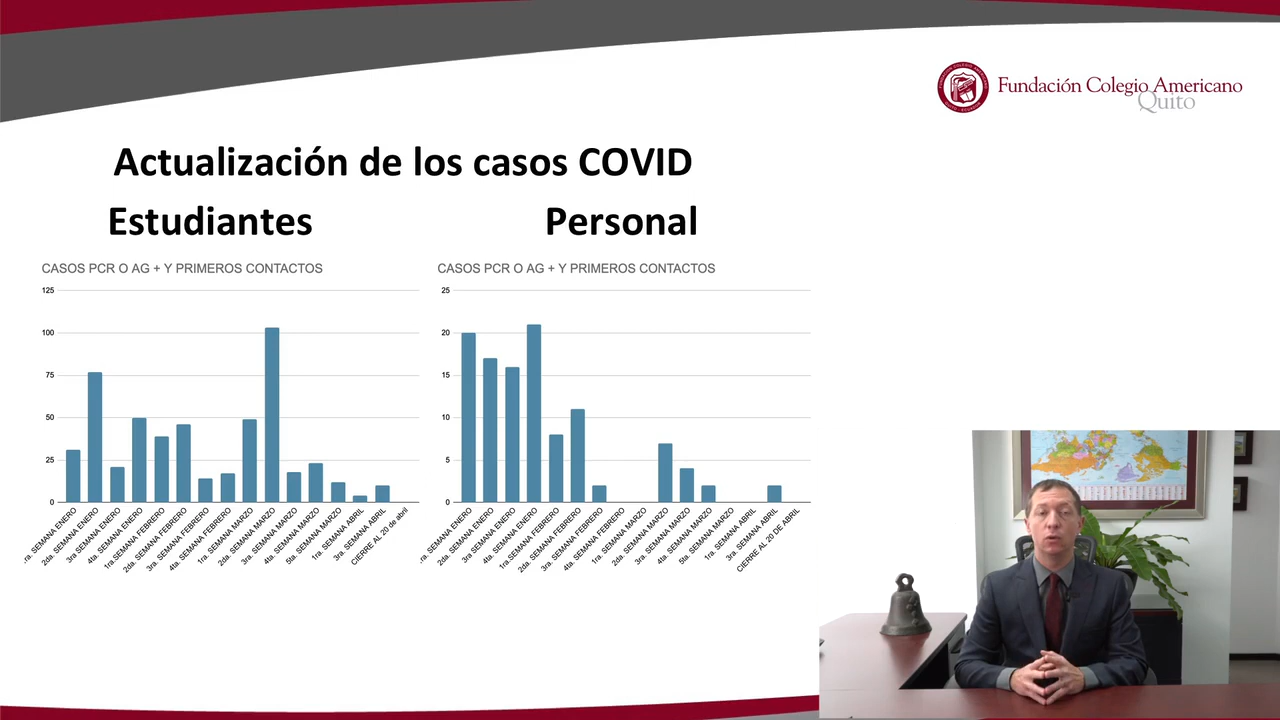 Fundación Colegio Americano
Quito
Actualización de los casos COVID
Estudiantes
Personal
CASOS PCR O AG + Y PRIMEROS CONTACTOS
125
100
75
50
25
0
1ra. SEMANA ENERO
2da. SEMANA ENERO
3ra SEMANA ENERO
4ta. SEMANA ENERO
1ra.SEMANA FEBRERO
2da. SEMANA FEBRERO
3ra. SEMANA FEBRERO
4ta. SEMANA FEBRERO
1ra. SEMANA MARZO
2da. SEMANA MARZO
3ra. SEMANA MARZO
4ta. SEMANA MARZO
5ta. SEMANA MARZO
1ra. SEMANA ABRIL
3ra. SEMANA ABRIL
CIERRE AL 20 de abril
CASOS PCR O AG + Y PRIMEROS CONTACTOS
25
20
15
10
5
0
1ra. SEMANA ENERO
2da. SEMANA ENERO
3ra SEMANA ENERO
4ta. SEMANA ENERO
1ra.SEMANA FEBRERO
2da. SEMANA FEBRERO
3ra. SEMANA FEBRERO
4ta. SEMANA FEBRERO
1ra. SEMANA MARZO
2da. SEMANA MARZO
3ra. SEMANA MARZO
4ta. SEMANA MARZO
5ta. SEMANA MARZO
1ra. SEMANA ABRIL
3ra. SEMANA ABRIL
CIERRE AL 20 DE ABRIL